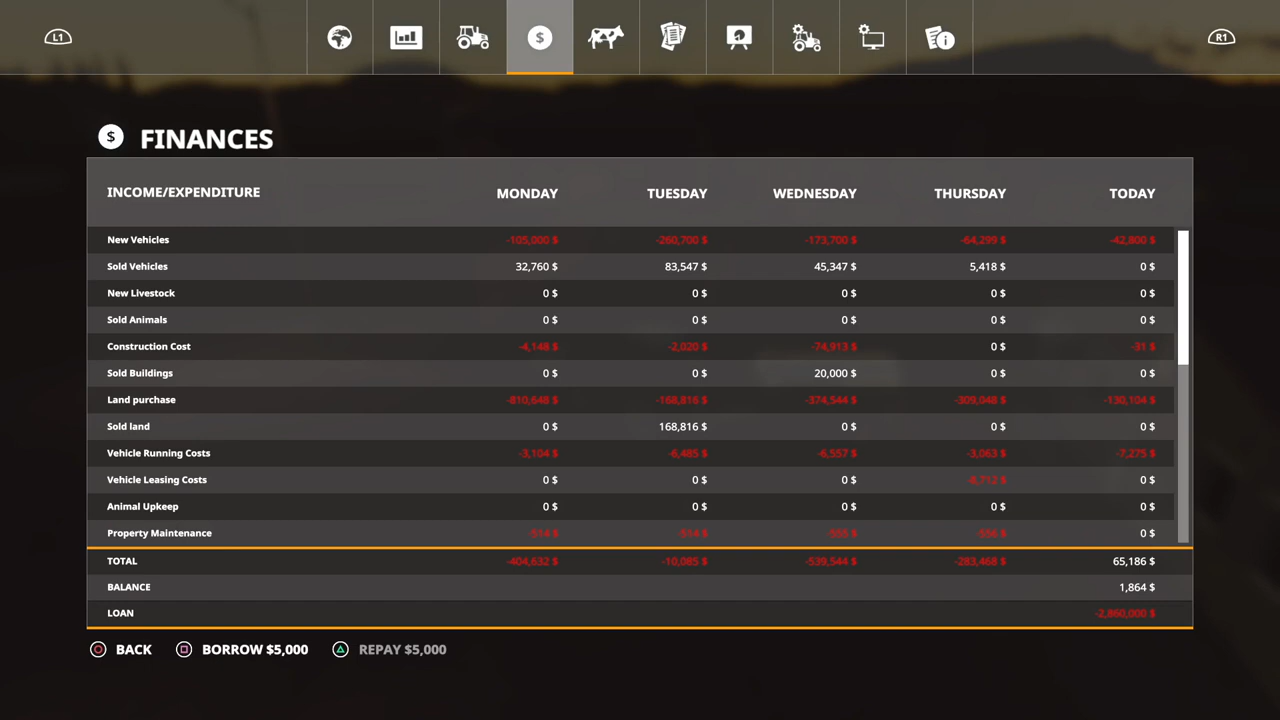 L1 R1
$ FINANCES
INCOME/EXPENDITURE MONDAY TUESDAY WEDNESDAY THURSDAY TODAY
New Vehicles -105,000 $ -260,700 $ -173,700 $ -64,299 $ -42,800 $
Sold Vehicles 32,760 $ 83,547 $ 45,347 $ 5,418 $ 0 $
New Livestock 0 $ 0 $ 0 $ 0 $ 0 $
Sold Animals 0 $ 0 $ 0 $ 0 $ 0 $
Construction Cost -4,148 $ -2,020 $ -74,913 $ 0 $ -31 $
Sold Buildings 0 $ 0 $ 20,000 $ 0 $ 0 $
Land purchase -810,648 $ -168,816 $ -374,544 $ -309,048 $ -130,104 $
Sold land 0 $ 168,816 $ 0 $ 0 $ 0 $
Vehicle Running Costs -3,104 $ -6,485 $ -6,557 $ -3,063 $ -7,275 $
Vehicle Leasing Costs 0 $ 0 $ 0 $ 0 $
Animal Upkeep 0 $ 0 $ 0 $ 0 $ 0 $
Property Maintenance -514 $ -514 $ 0 $
TOTAL -404,632 $ -10,085 $ -539,544 $ -283,468 $ 65,186 $
BALANCE 1,864 $
LOAN -2,860,000 $
BACK BORROW $5,000 REPAY $5,000